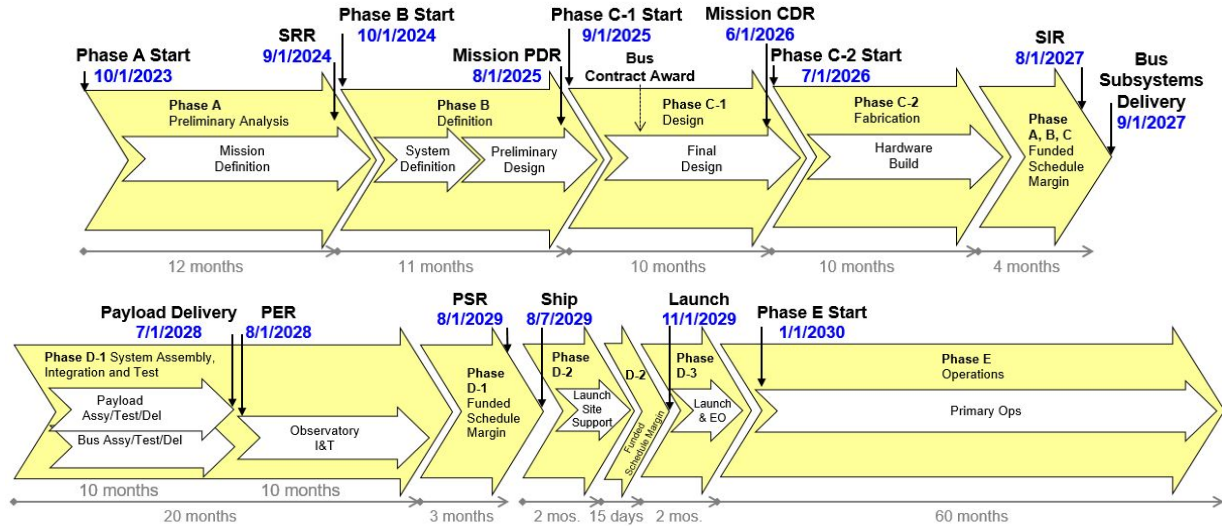 Phase A Start
10/1/2023
SRR
9/1/2024
Phase B Start
10/1/2024
Mission PDR
8/1/2025
Phase C-1 Start
9/1/2025
Bus
Contract Award
Mission CDR
6/1/2026
Phase C-2 Start
7/1/2026
SIR
8/1/2027
Bus
Subsystems
Delivery
9/1/2027
Phase A
Preliminary Analysis
Mission
Definition
Phase B
Definition
System
Definition
Preliminary
Design
Phase C-1
Design
Final
Design
Phase C-2
Fabrication
Hardware
Build
Phase
A, B, C
Funded
Schedule
Margin
12 months
11 months
10 months
10 months
4 months
Payload Delivery
7/1/2028
PER
8/1/2028
PSR
8/1/2029
Ship
8/7/2029
Launch
11/1/2029
Phase E Start
1/1/2030
Phase D-1 System Assembly,
Integration and Test
Payload
Assy/Test/Del
Bus Assy/Test/Del
Observatory
I&T
Phase
D-1
Funded
Schedule
Margin
Phase
D-2
Launch
Site
Support
D-2
Funded
Schedule Margin
Phase
D-3
Launch
& EO
Phase E
Operations
Primary Ops
10 months
10 months
20 months
3 months
2 mos.
15 days
2 mos.
60 months